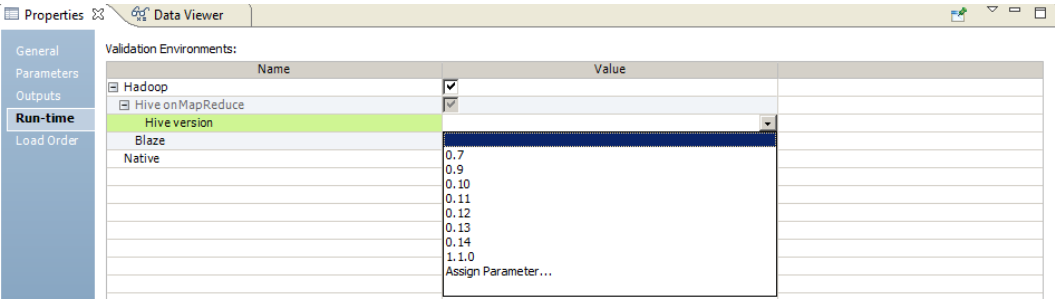 Properties Data Viewer
General
Parameters
Outputs
Run-time
Load Order
Validation Environments:
Name Value
Hadoop
Hive onMapReduce
Hive version
Blaze
Native
0.7
0.9
0.10
0.11
0.12
0.13
0.14
1.1.0
Assign Parameter...